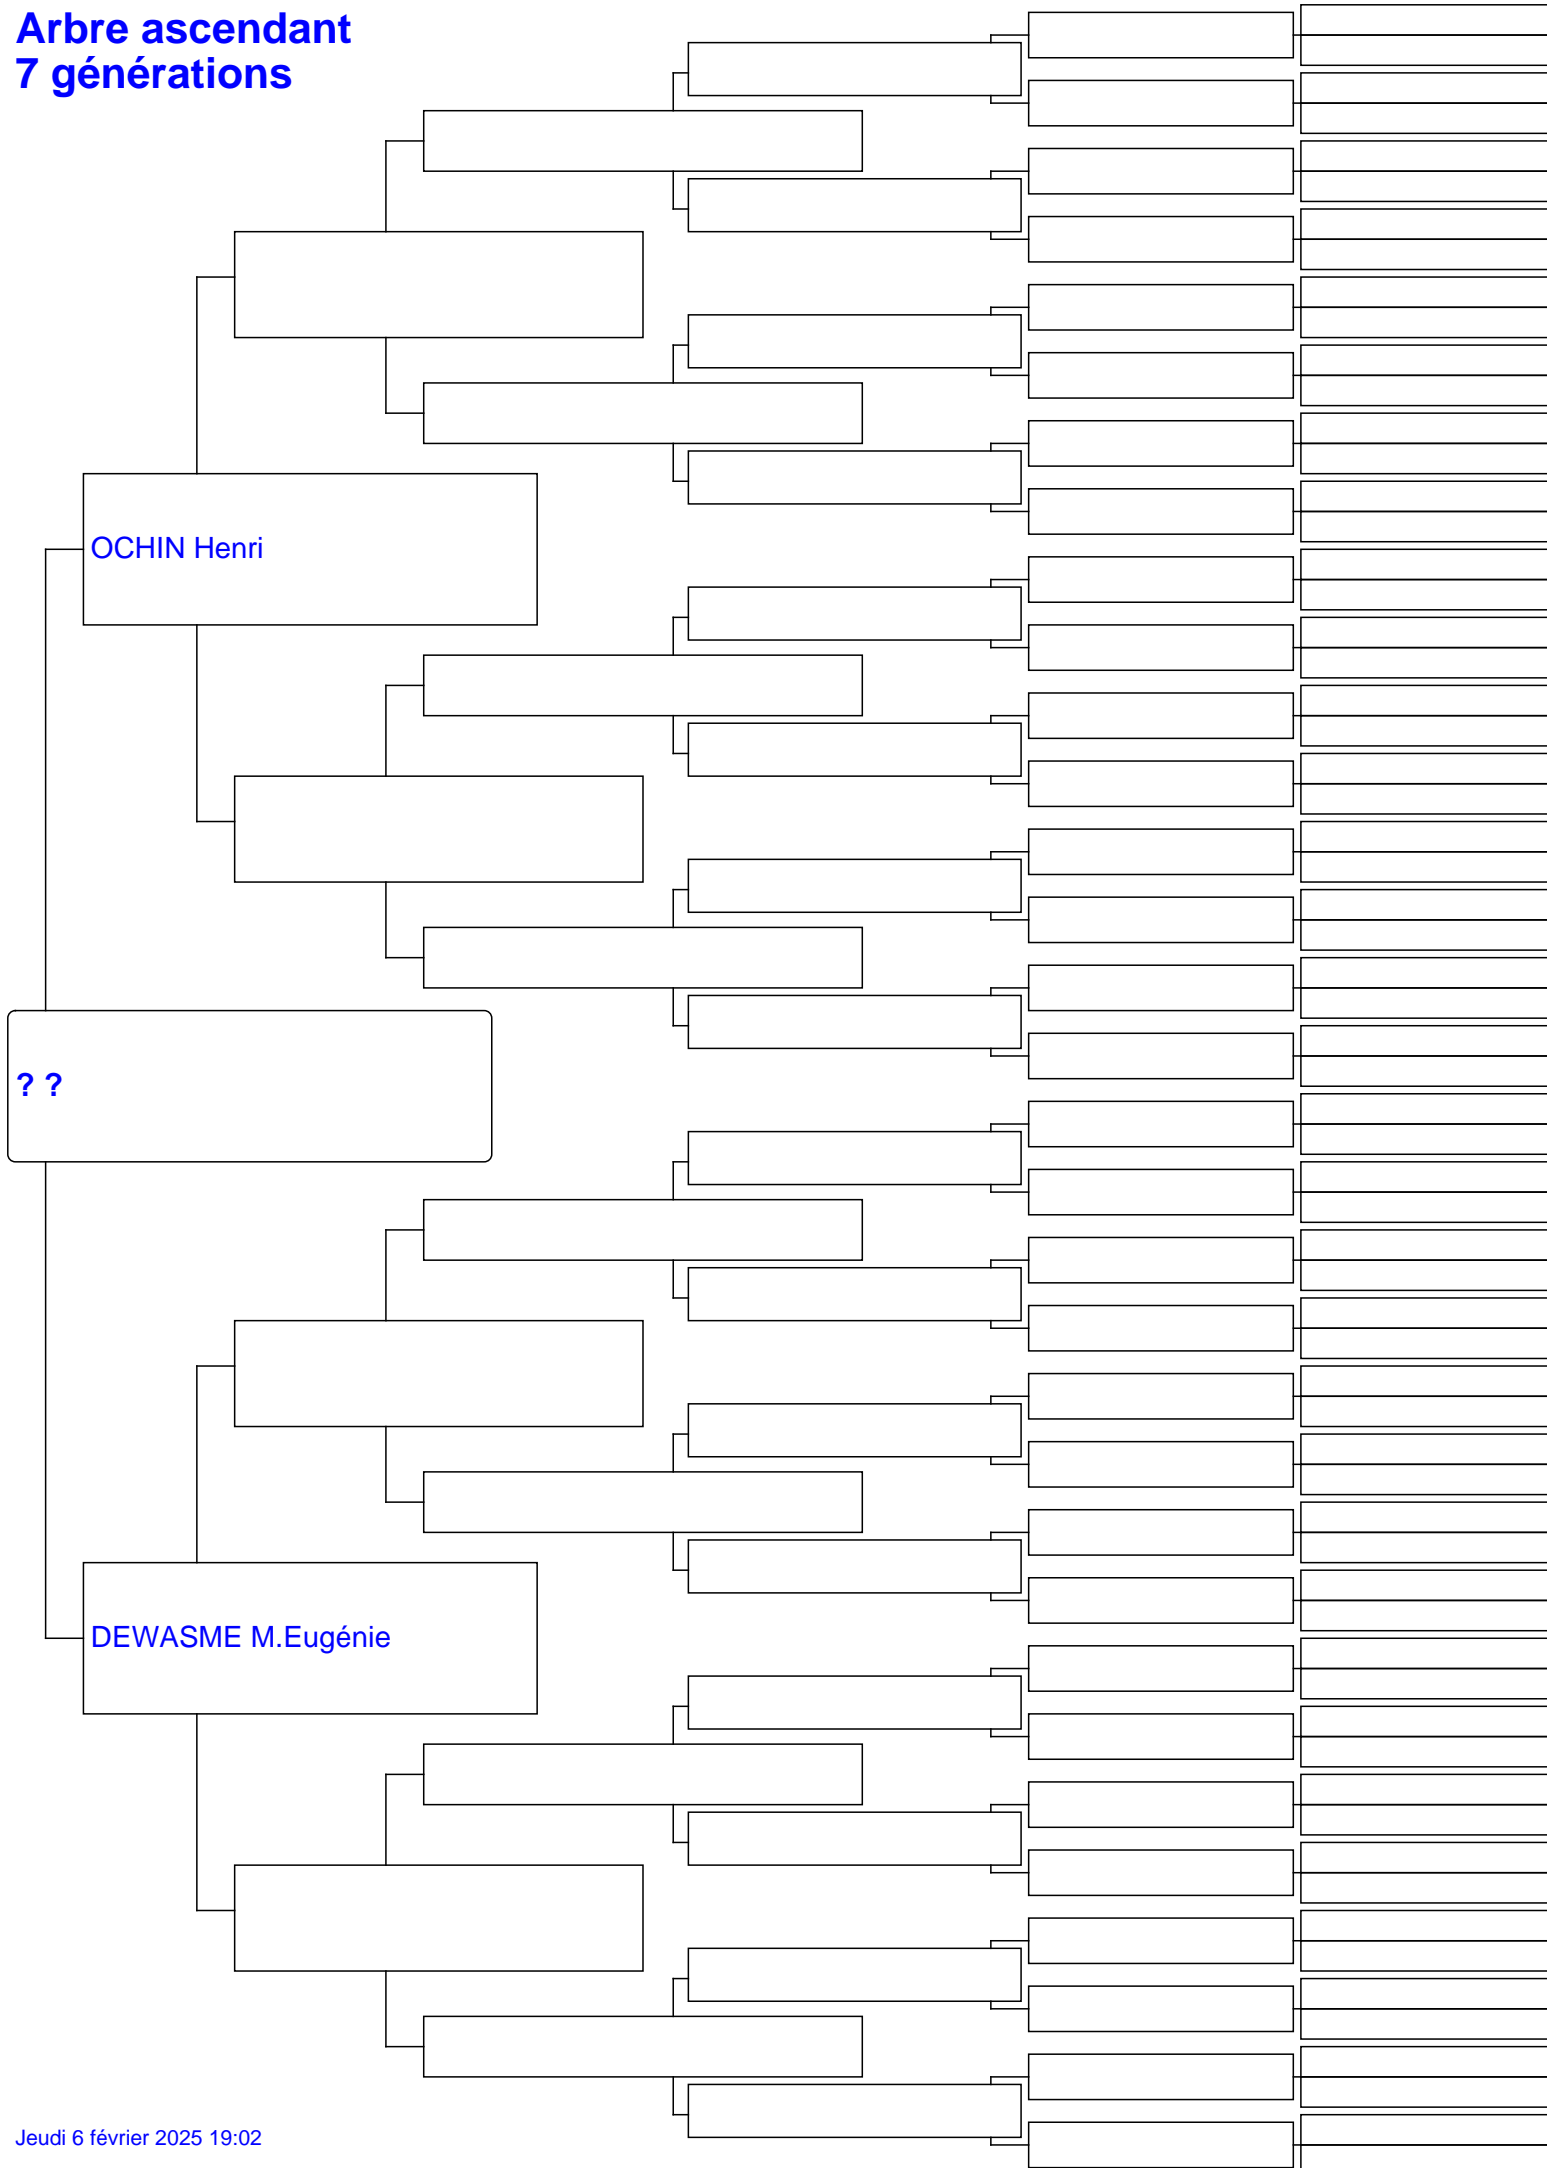 Arbre ascendant
7 générations
OCHIN Henri
? ?
DEWASME M.Eugénie
Jeudi 6 février 2025 19:02